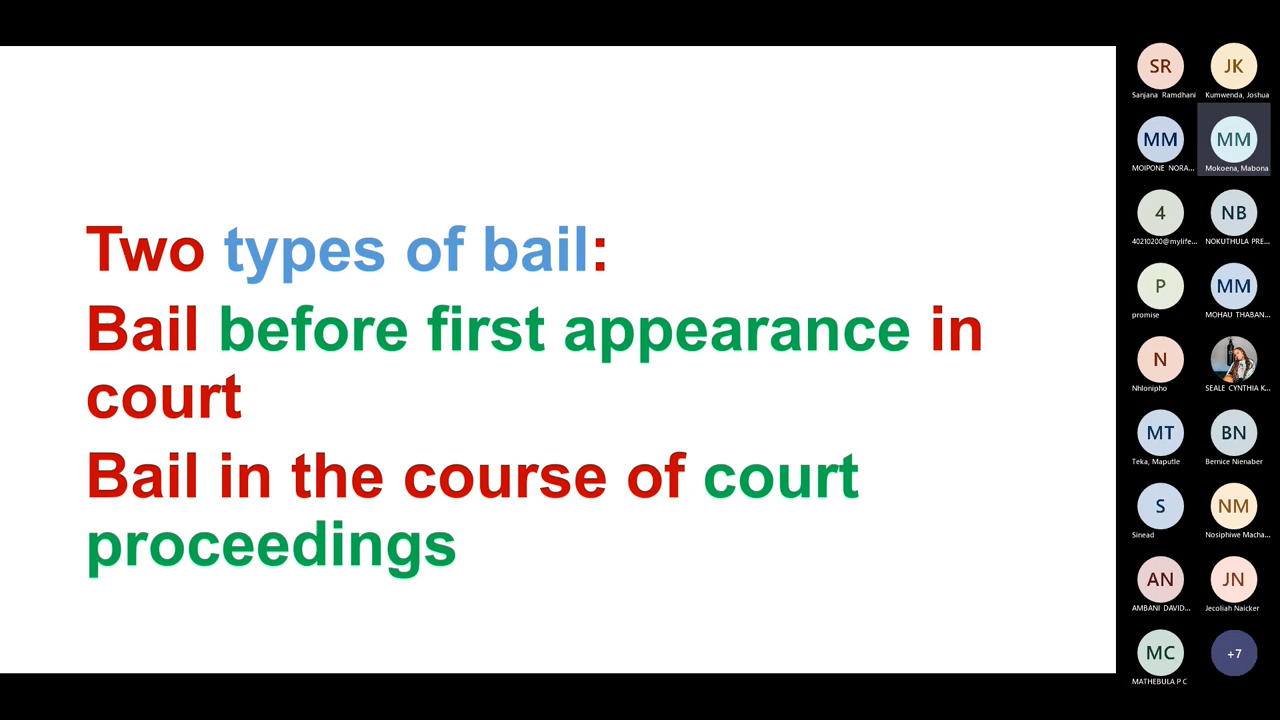 Two types of bail:
Bail before first appearance in
court
Bail in the course of court
proceedings
SR
Sanjana Ramdhani
JK
Kumwenda, Joshua
MM
MOIPONE NORA...
MM
Mokoena, Mabona
4
40210200@mylife...
NB
NOKUTHULA PRE...
P
promise
MM
MOHAU THABAN...
N
Nhlonipho
SEALE CYNTHIA K...
MT
Teka, Maputle
BN
Bernice Nienaber
S
Sinead
NM
Nosiphiwe Macha...
AN
AMBANI DAVID...
JN
Jecoliah Naicker
MC
MATHEBULA P C
+7